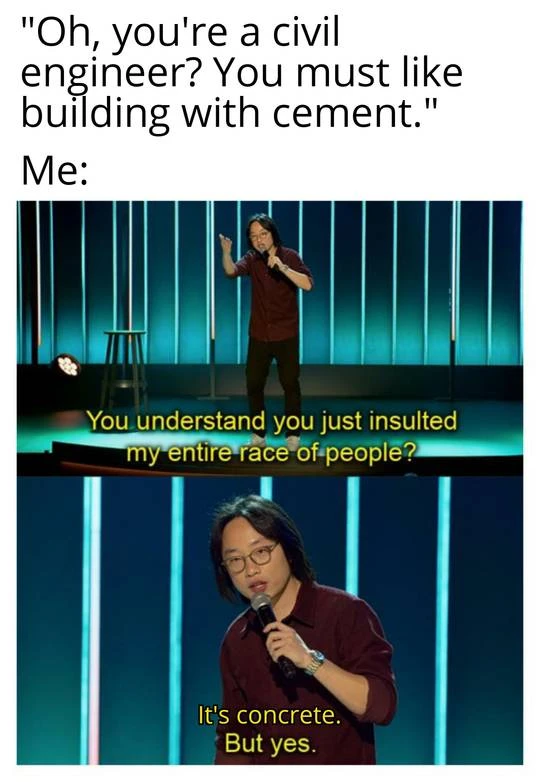 "Oh, you're a civil
engineer? You must like
building with cement."
Me:
You understand you just insulted
my entire race of people?
It's concrete.
But yes.